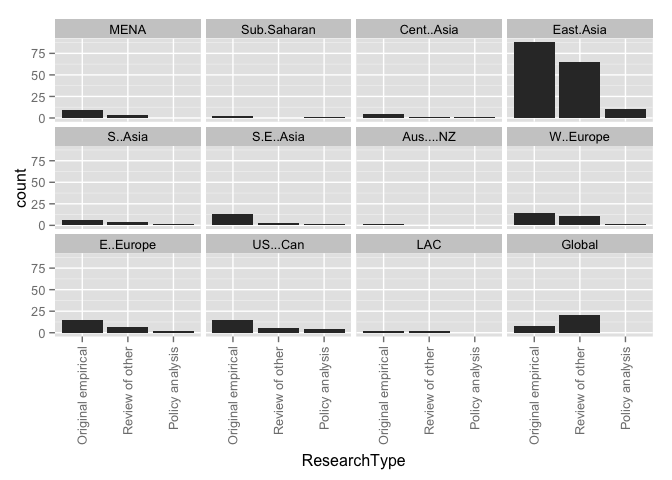 MENA Sub.Saharan Cent..Asia East.Asia
75
50
25
0
S..Asia S.E..Asia Aus....NZ W..Europe
75
50
25
0
E..Europe US...Can LAC Global
75
50
25
0
count
Original empirical Review of other Policy analysis Original empirical Review of other Policy analysis Original empirical Review of other Policy analysis Original empirical Review of other Policy analysis
ResearchType